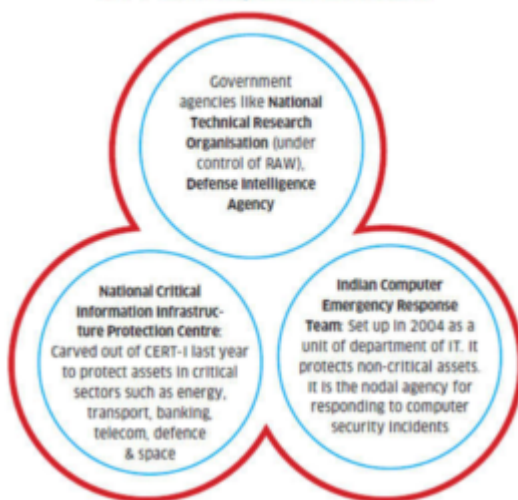 Government
agencies like National
Technical Research
Organisation (under
control of RAW),
Defense Intelligence
Agency
National Critical
Information Infrastruc-
ture Protection Centre:
Carved out of CERT-I last year
to protect assets in critical
sectors such as energy,
transport, banking,
telecom, defence
& space
Indian Computer
Emergency Response
Team: Set up in 2004 as a
unit of department of IT. It
protects non-critical assets.
It is the nodal agency for
responding to computer
security incidents